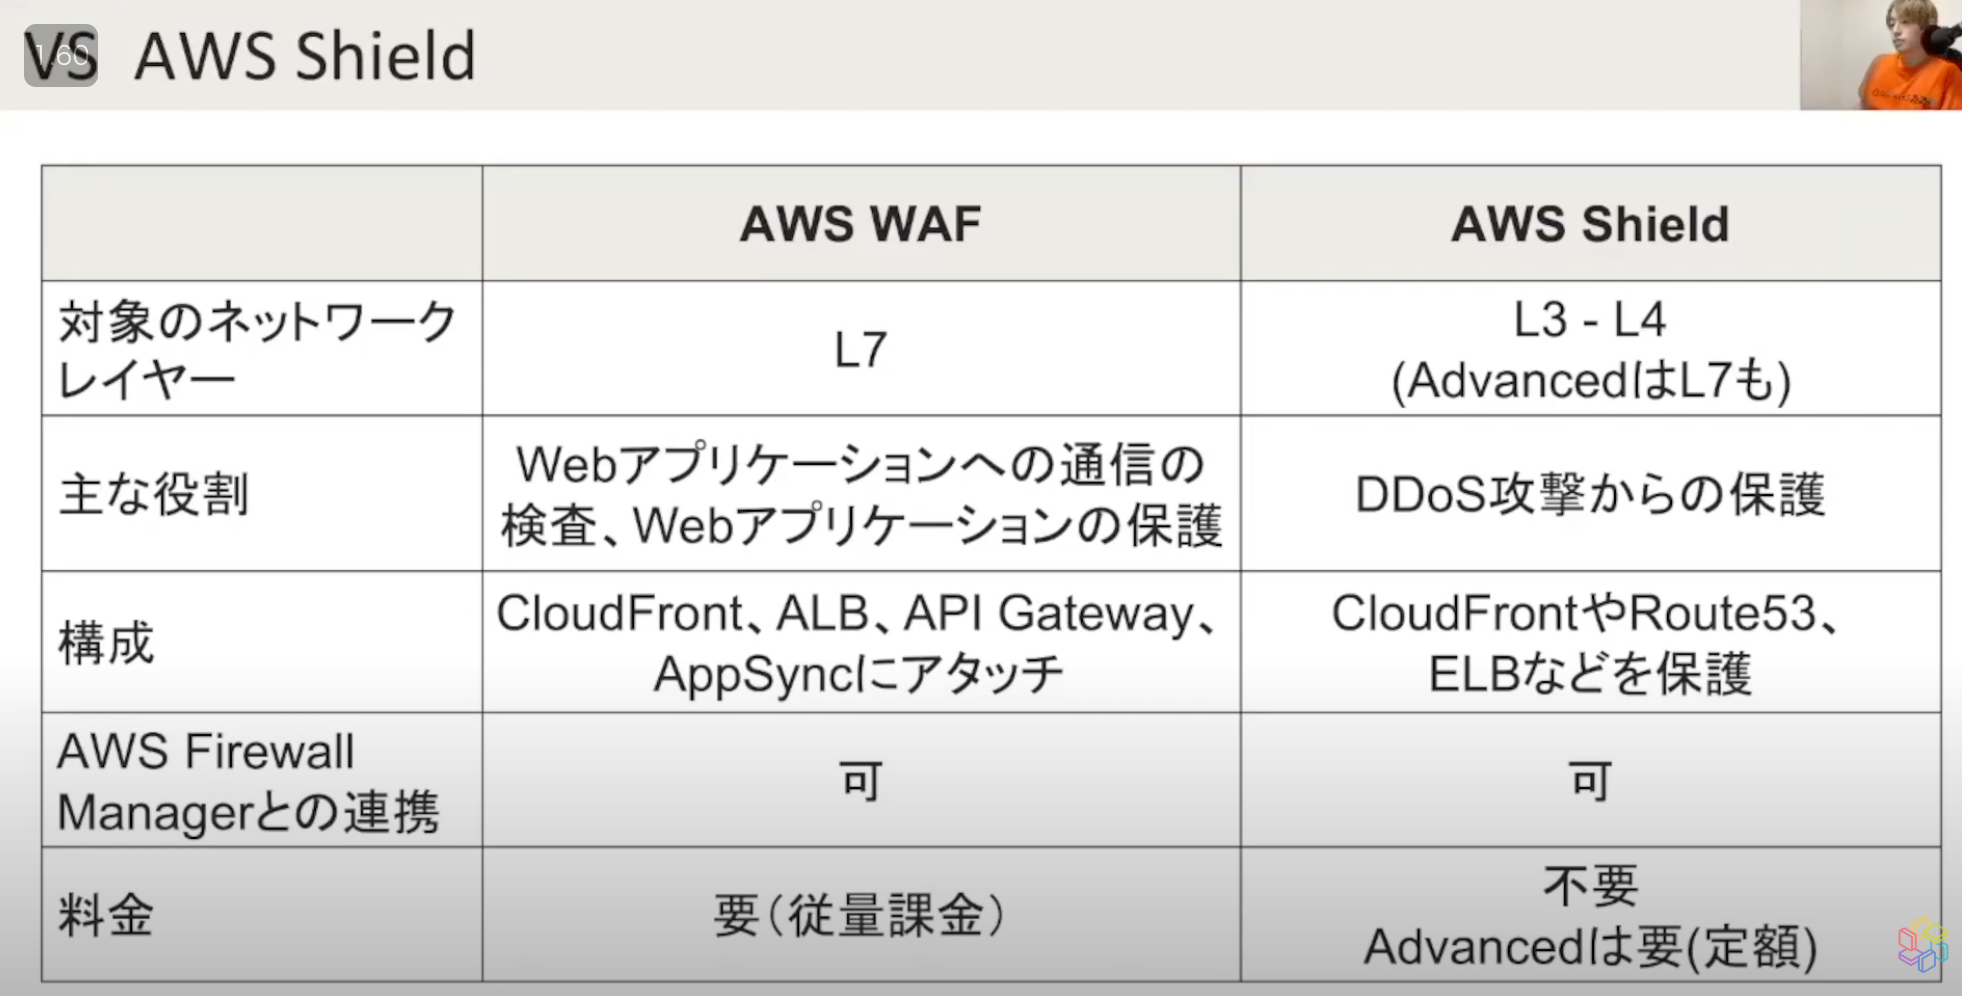 VS AWS Shield
1.60
AWS WAF
AWS Shield
対象のネットワーク
レイヤー
L7
L3 - L4
(AdvancedはL7も)
主な役割
Webアプリケーションへの通信の
検査、Webアプリケーションの保護
DDoS攻撃からの保護
構成
CloudFront、ALB、API Gateway、
AppSyncにアタッチ
CloudFrontやRoute53、
ELBなどを保護
AWS Firewall
Managerとの連携
可
可
料金
要（従量課金）
不要
Advancedは要(定額)